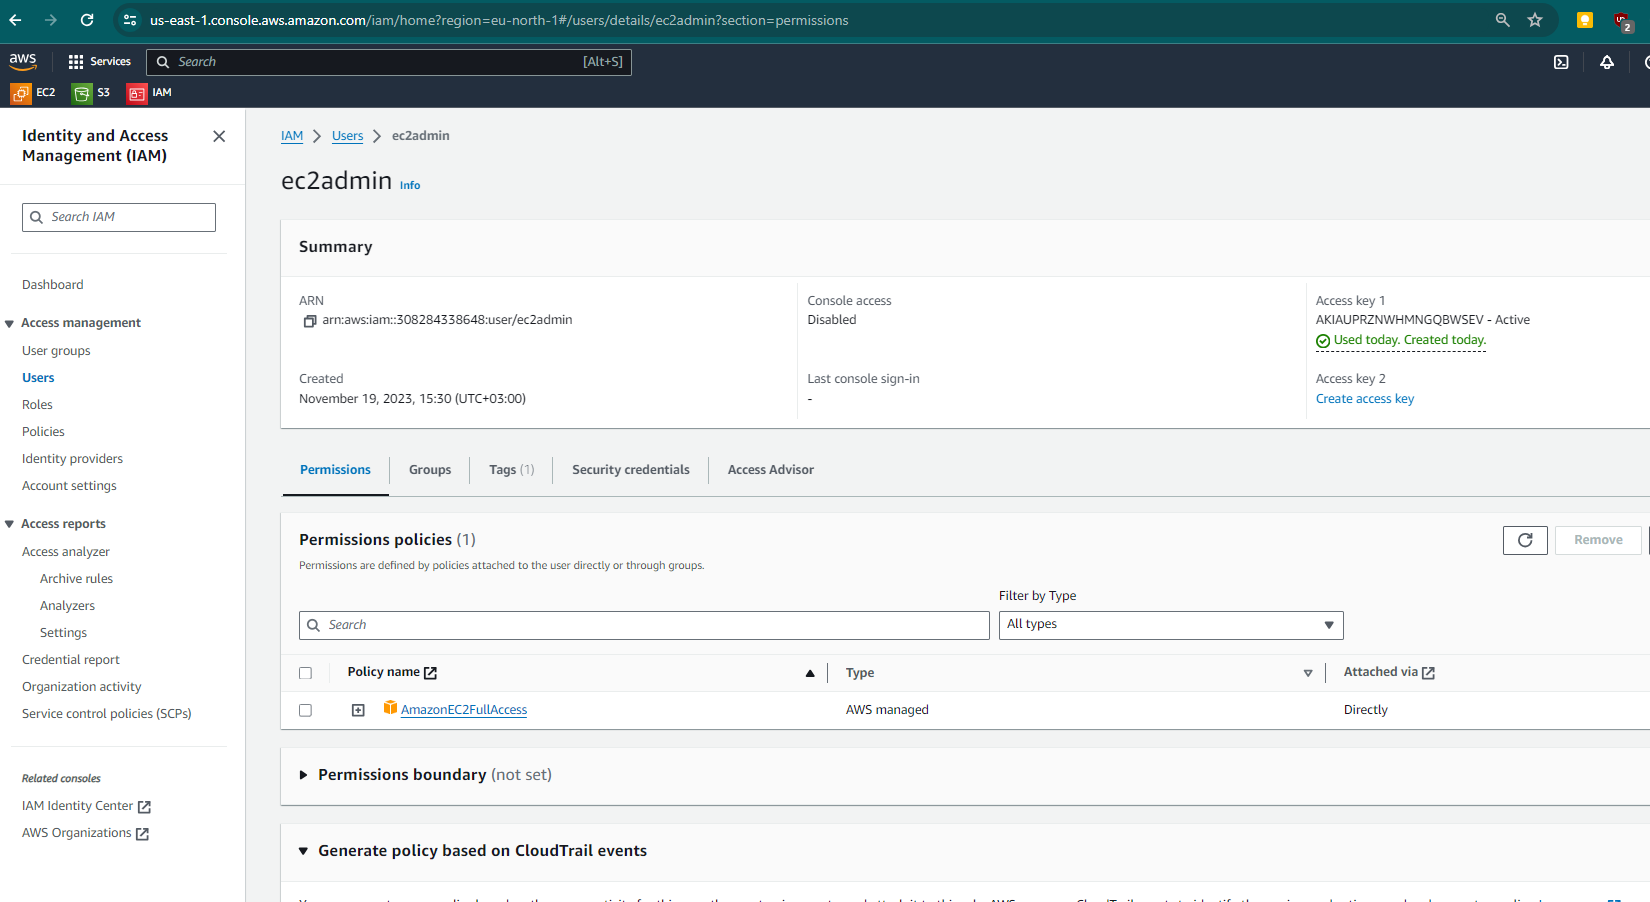 us-east-1.console.aws.amazon.com/iam/home?region=eu-north-1#/users/details/ec2admin?section=permissions
2
aws
Services
Search
[Alt+S]
EC2
S3
IAM
Identity and Access
Management (IAM)
Search IAM
Dashboard
Access management
User groups
Users
Roles
Policies
Identity providers
Account settings
Access reports
Access analyzer
Archive rules
Analyzers
Settings
Credential report
Organization activity
Service control policies (SCPs)
Related consoles
IAM Identity Center
AWS Organizations
IAM
Users
ec2admin
ec2admin
Info
Summary
ARN
arn:aws:iam::308284338648:user/ec2admin
Console access
Disabled
Access key 1
AKIAUPRZNWHMNGQBWSEV - Active
Used today. Created today.
Created
November 19, 2023, 15:30 (UTC+03:00)
Last console sign-in
-
Access key 2
Create access key
Permissions
Groups
Tags (1)
Security credentials
Access Advisor
Permissions policies (1)
Permissions are defined by policies attached to the user directly or through groups.
Remove
Filter by Type
Search
All types
Policy name
Type
Attached via
AmazonEC2FullAccess
AWS managed
Directly
Permissions boundary (not set)
Generate policy based on CloudTrail events